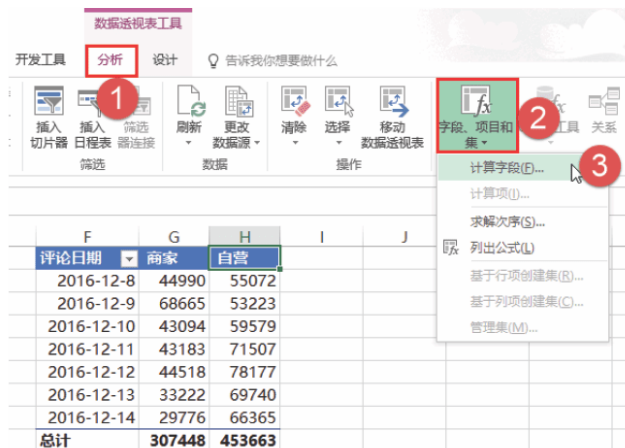 数据透视表工具
开发工具 分析 设计 告诉我你想要做什么
1
2
3
插入 切片器
插入 日程表
筛选 器连接
刷新
更改 数据源
清除
选择
移动 数据透视表
字段、项目和 集
fx
工具
关系
筛选 数据 操作
计算字段(F)...
计算项(I)...
求解次序(S)...
列出公式(L)
基于行项创建集(R)...
基于列项创建集(C)...
管理集(M)...
F G H I J
评论日期 商家 自营
2016-12-8 44990 55072
2016-12-9 68665 53223
2016-12-10 43094 59579
2016-12-11 43183 71507
2016-12-12 44518 78177
2016-12-13 33222 69740
2016-12-14 29776 66365
总计 307448 453663